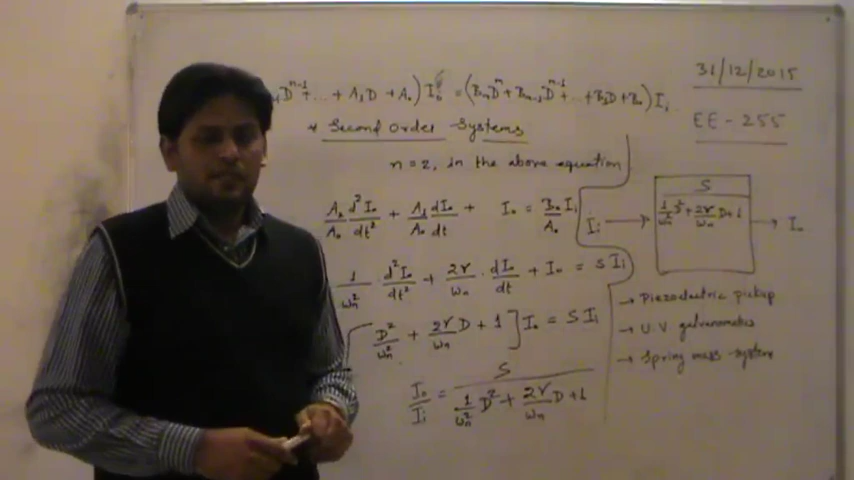 31/12/2015
D^{n-1} + ... + A₁D + A₀) I₀ = (BₘD^m + Bₘ₋₁D^{m-1} + ... + B₁D + B₀) Iᵢ
EE - 255
* Second Order Systems
n = 2, in the above equation
A₂/A₀ d²I₀/dt² + A₁/A₀ dI₀/dt + I₀ = B₀/A₀ Iᵢ
1/ωₙ² · d²I₀/dt² + 2γ/ωₙ · dI₀/dt + I₀ = S Iᵢ
[D²/ωₙ² + 2γ/ωₙ D + 1] I₀ = S Iᵢ
I₀/Iᵢ = S / (1/ωₙ² D² + 2γ/ωₙ D + 1)
Iᵢ → S / (1/ωₙ² D² + 2γ/ωₙ D + 1) → I₀
→ Piezoelectric pickup
→ U.V galvanometer
→ Spring mass system